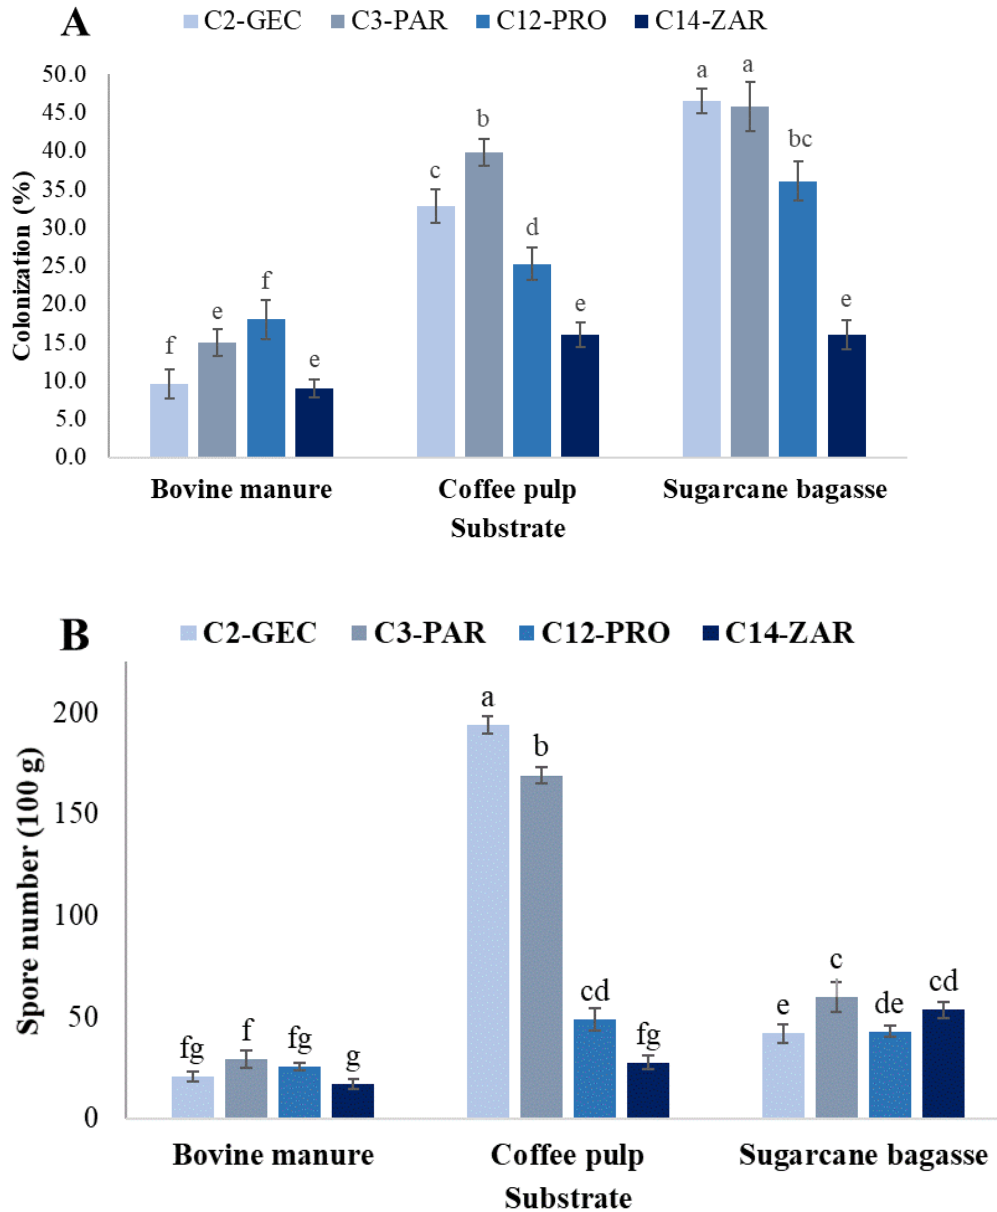 A
C2-GEC C3-PAR C12-PRO C14-ZAR
50.0
45.0
40.0
35.0
30.0
25.0
20.0
15.0
10.0
5.0
0.0
Colonization (%)
f e f e
c b d e
a a bc e
Bovine manure Coffee pulp Sugarcane bagasse
Substrate
B
C2-GEC C3-PAR C12-PRO C14-ZAR
200
150
100
50
0
Spore number (100 g)
fg f fg g
a b cd fg
e c de cd
Bovine manure Coffee pulp Sugarcane bagasse
Substrate